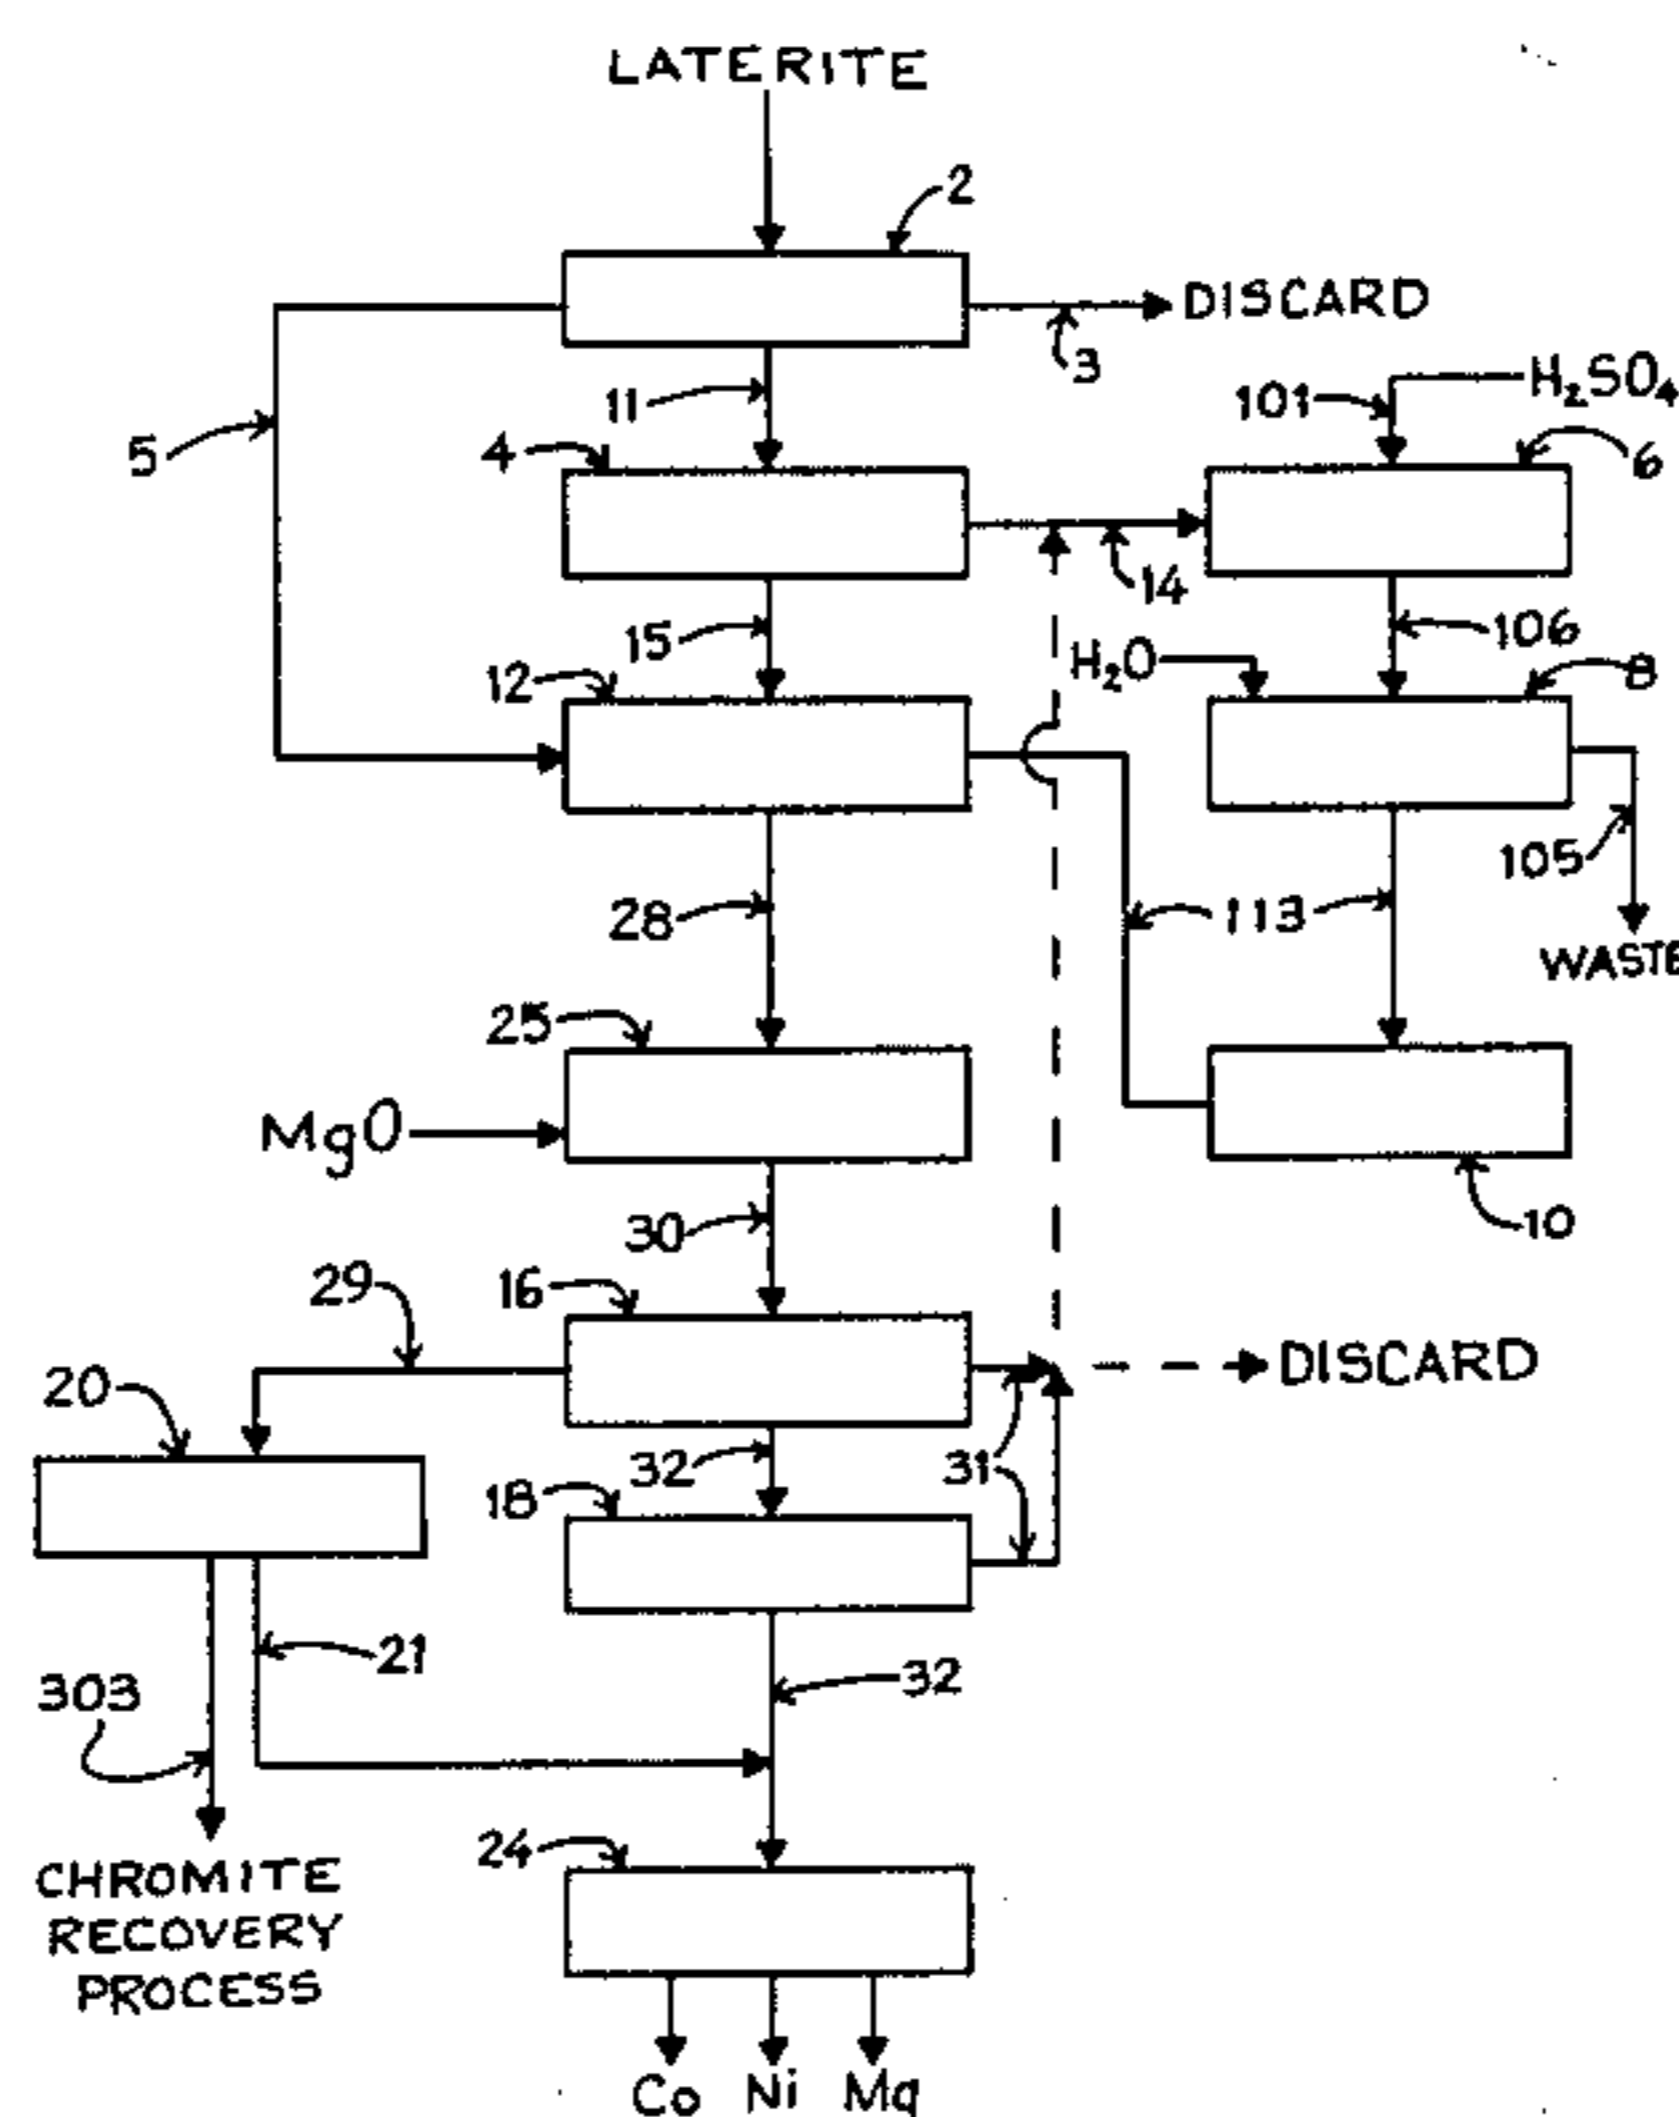 LATERITE
2
DISCARD
3
11
101
H₂SO₄
5
4
6
14
15
106
H₂O
12
8
105
28
113
WASTE
25
MgO
30
10
29
16
DISCARD
20
32
31
18
21
32
303
24
CHROMITE
RECOVERY
PROCESS
Co Ni Mg